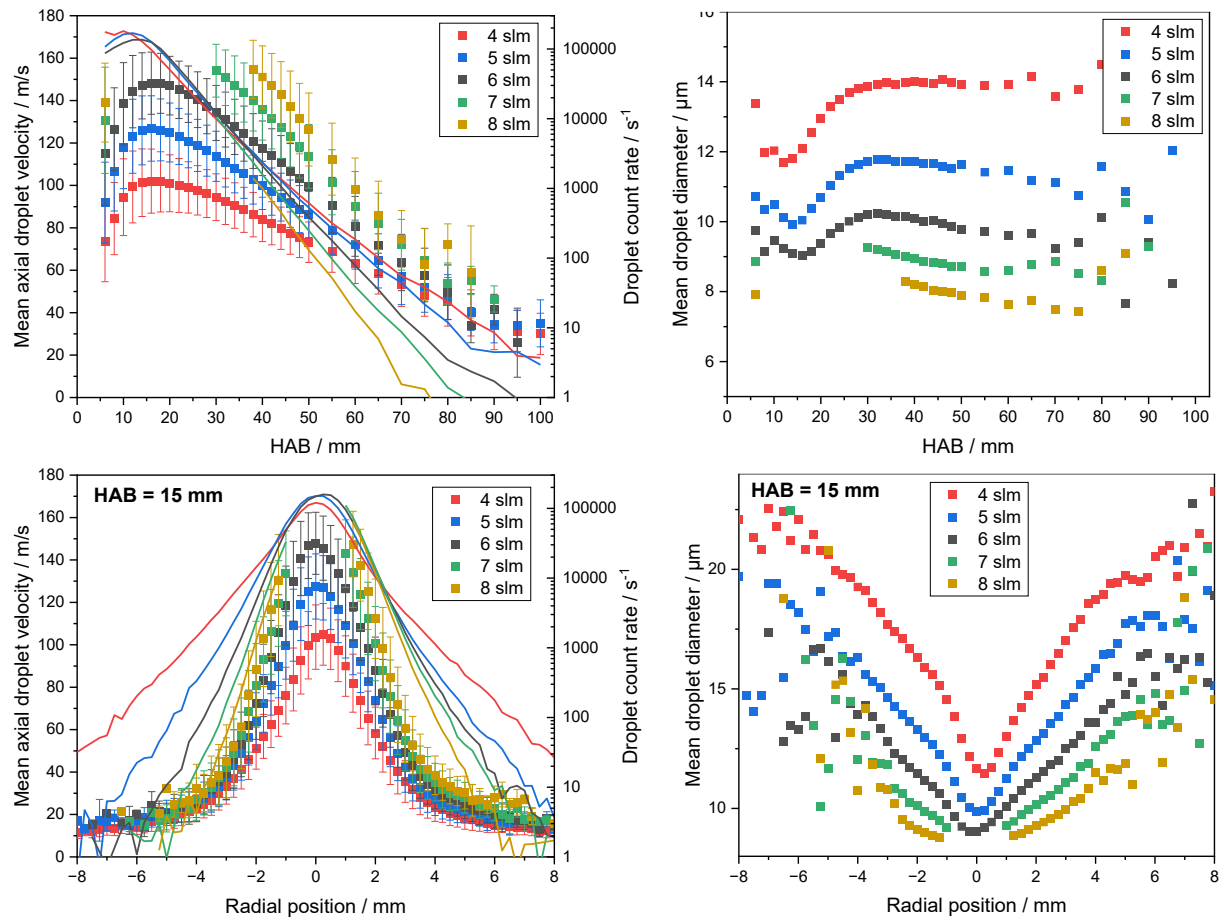 180
160
140
120
100
80
60
40
20
0
Mean axial droplet velocity / m/s
4 slm
5 slm
6 slm
7 slm
8 slm
100000
10000
1000
100
10
1
Droplet count rate / s⁻¹
0 10 20 30 40 50 60 70 80 90 100
HAB / mm
16
14
12
10
8
6
Mean droplet diameter / µm
4 slm
5 slm
6 slm
7 slm
8 slm
0 10 20 30 40 50 60 70 80 90 100
HAB / mm
180
160
140
120
100
80
60
40
20
0
Mean axial droplet velocity / m/s
HAB = 15 mm
4 slm
5 slm
6 slm
7 slm
8 slm
100000
10000
1000
100
10
1
Droplet count rate / s⁻¹
−8 −6 −4 −2 0 2 4 6 8
Radial position / mm
20
15
10
Mean droplet diameter / µm
HAB = 15 mm
4 slm
5 slm
6 slm
7 slm
8 slm
−8 −6 −4 −2 0 2 4 6 8
Radial position / mm